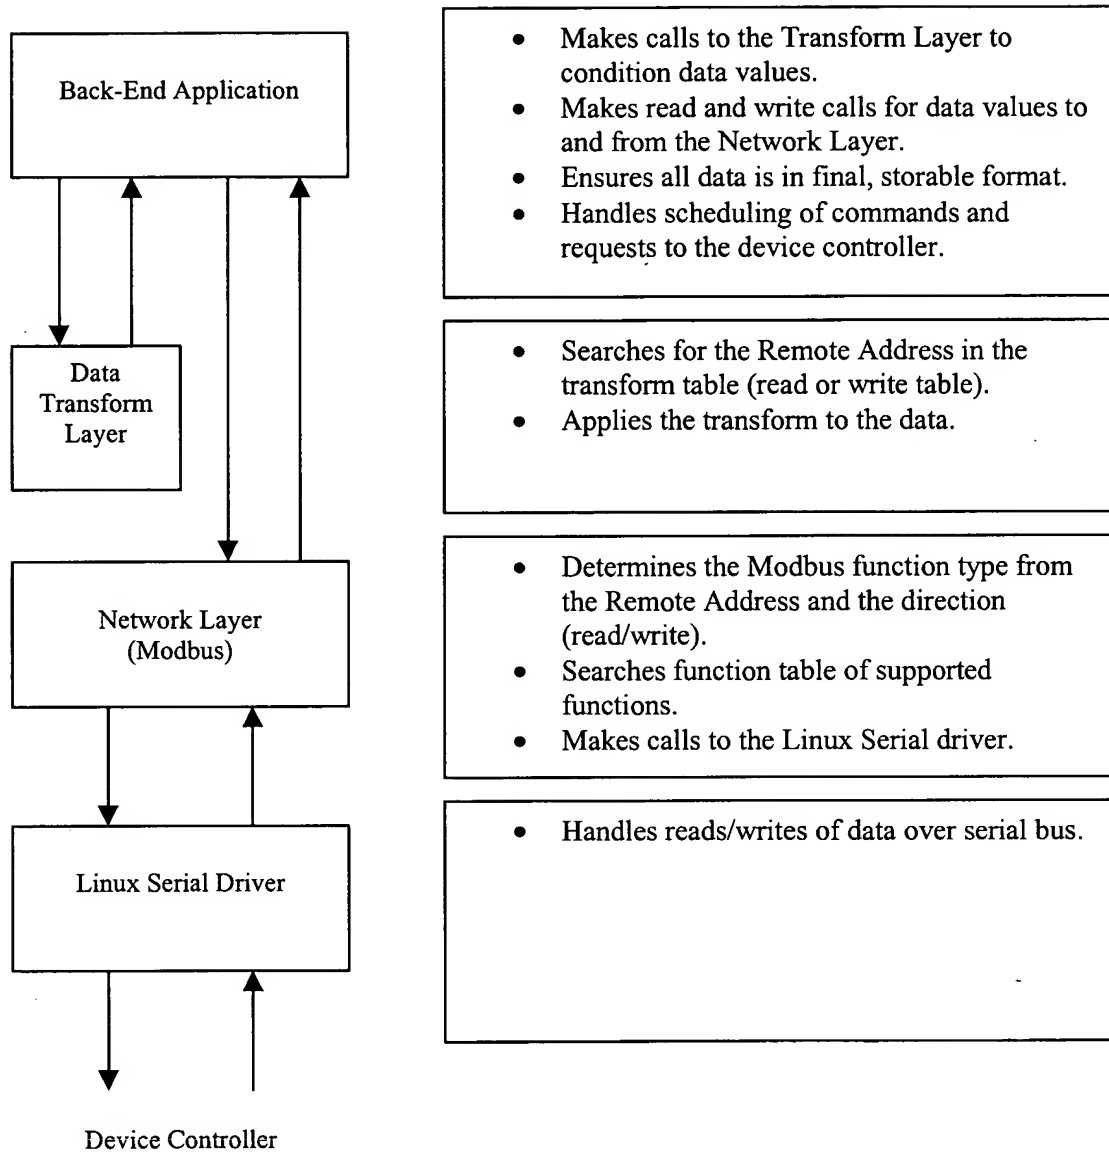 Back-End Application
• Makes calls to the Transform Layer to
condition data values.
• Makes read and write calls for data values to
and from the Network Layer.
• Ensures all data is in final, storable format.
• Handles scheduling of commands and
requests to the device controller.
Data
Transform
Layer
• Searches for the Remote Address in the
transform table (read or write table).
• Applies the transform to the data.
Network Layer
(Modbus)
• Determines the Modbus function type from
the Remote Address and the direction
(read/write).
• Searches function table of supported
functions.
• Makes calls to the Linux Serial driver.
Linux Serial Driver
• Handles reads/writes of data over serial bus.
Device Controller